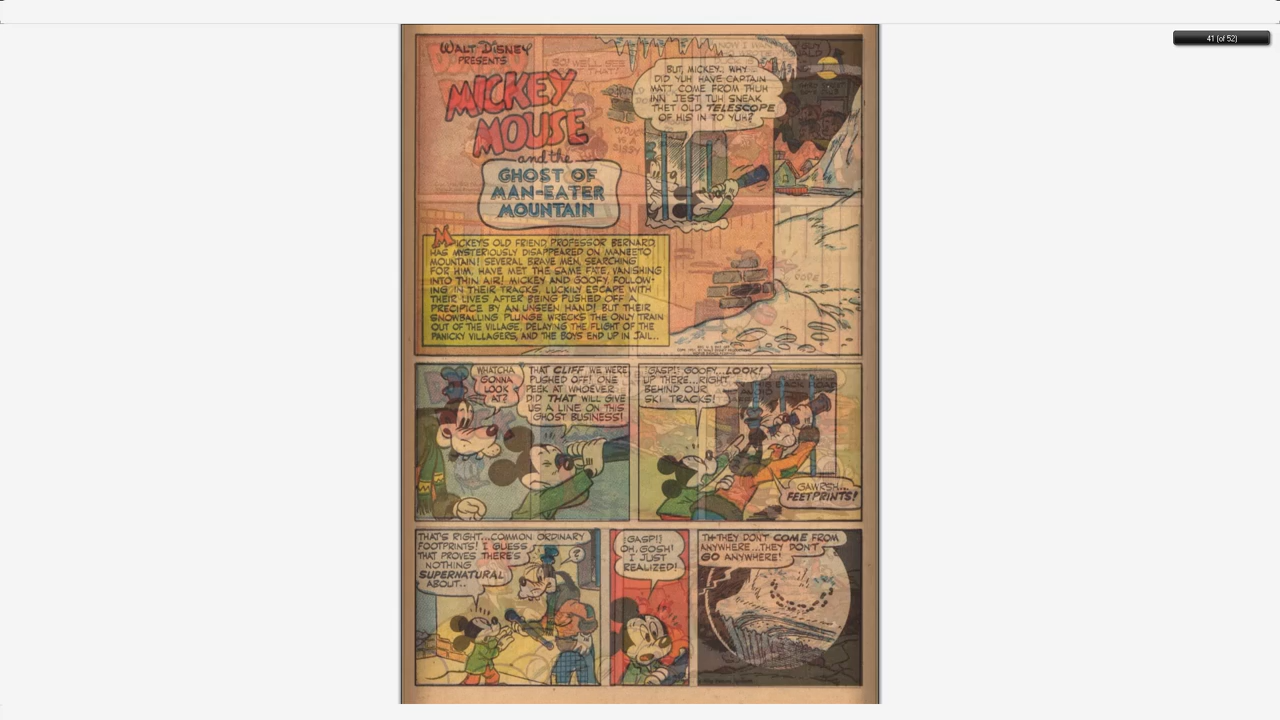 41 (of 52)
WALT DISNEY
PRESENTS
MICKEY
MOUSE
and the
GHOST OF
MAN-EATER
MOUNTAIN
BUT, MICKEY.. WHY
DID YUH HAVE CAPTAIN
MATT COME FROM THUH
INN JEST TUH SNEAK
THET OLD TELESCOPE
OF HIS IN TO YUH?
MICKEY'S OLD FRIEND PROFESSOR BERNARD,
HAS MYSTERIOUSLY DISAPPEARED ON MANEETO
MOUNTAIN! SEVERAL BRAVE MEN, SEARCHING
FOR HIM, HAVE MET THE SAME FATE, VANISHING
INTO THIN AIR! MICKEY AND GOOFY, FOLLOW-
ING IN THEIR TRACKS, LUCKILY ESCAPE WITH
THEIR LIVES AFTER BEING PUSHED OFF A
PRECIPICE BY AN UNSEEN HAND! BUT THEIR
SNOWBALLING PLUNGE WRECKS THE ONLY TRAIN
OUT OF THE VILLAGE, DELAYING THE FLIGHT OF THE
PANICKY VILLAGERS, AND THE BOYS END UP IN JAIL..
WHATCHA
GONNA
LOOK
AT?
THAT CLIFF WE WERE
PUSHED OFF! ONE
PEEK AT WHOEVER
DID THAT WILL GIVE
US A LINE ON THIS
GHOST BUSINESS!
!GASP!! GOOFY...LOOK!
UP THERE...RIGHT
BEHIND OUR
SKI TRACKS!
GAWRSH...
FEETPRINTS!
THAT'S RIGHT...COMMON ORDINARY
FOOTPRINTS! I GUESS
THAT PROVES THERE'S
NOTHING
SUPERNATURAL
ABOUT..
?
!GASP!!
OH, GOSH!
I JUST
REALIZED!
TH-THEY DON'T COME FROM
ANYWHERE...THEY DON'T
GO ANYWHERE!